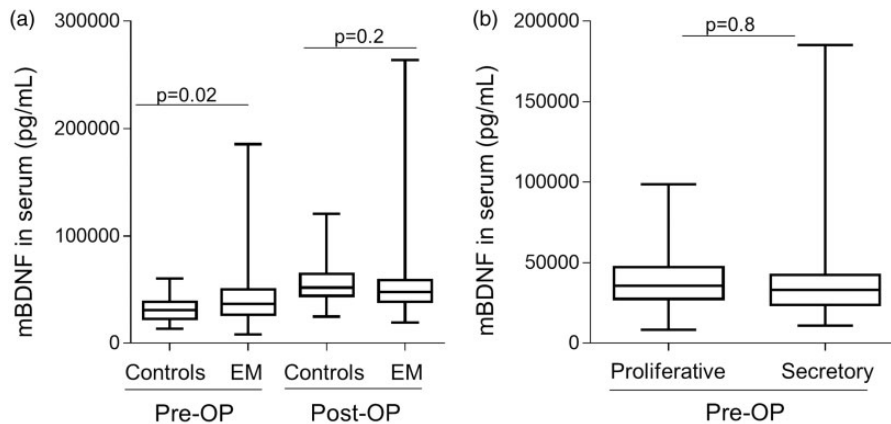 (a)
mBDNF in serum (pg/mL)
300000
200000
100000
0
p=0.02
p=0.2
Controls EM Controls EM
Pre-OP Post-OP
(b)
mBDNF in serum (pg/mL)
200000
150000
100000
50000
0
p=0.8
Proliferative Secretory
Pre-OP